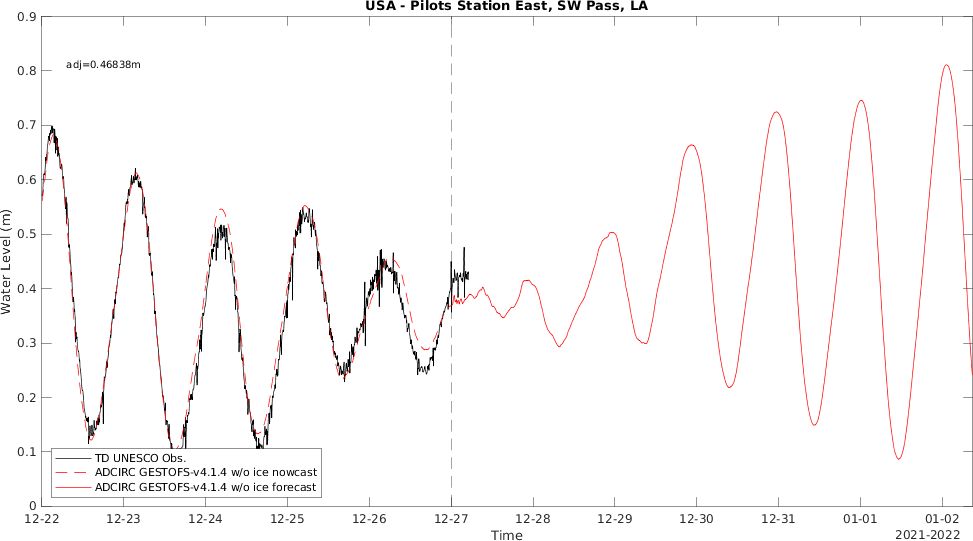 USA - Pilots Station East, SW Pass, LA
0.9
adj=0.46838m
0.8
0.7
0.6
0.5
0.4
0.3
0.2
0.1
0
Water Level (m)
TD UNESCO Obs.
ADCIRC GESTOFS-v4.1.4 w/o ice nowcast
ADCIRC GESTOFS-v4.1.4 w/o ice forecast
12-22 12-23 12-24 12-25 12-26 12-27 12-28 12-29 12-30 12-31 01-01 01-02
Time
2021-2022